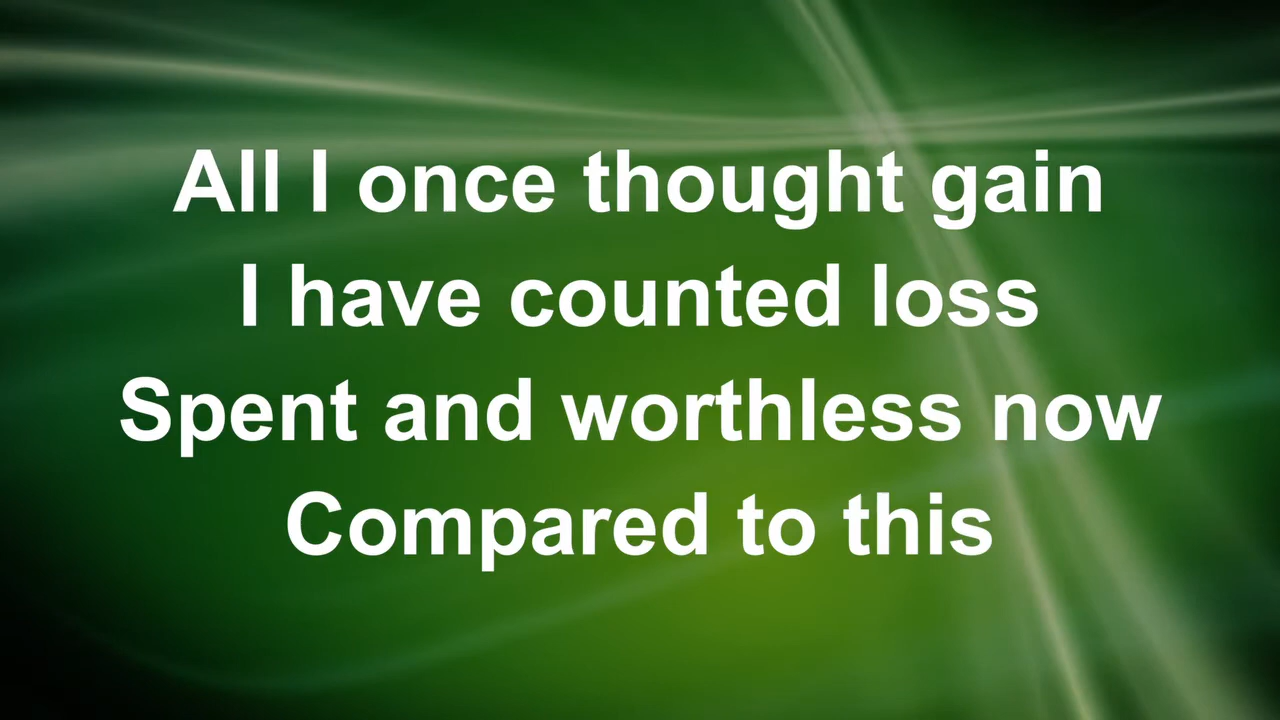 All I once thought gain
I have counted loss
Spent and worthless now
Compared to this